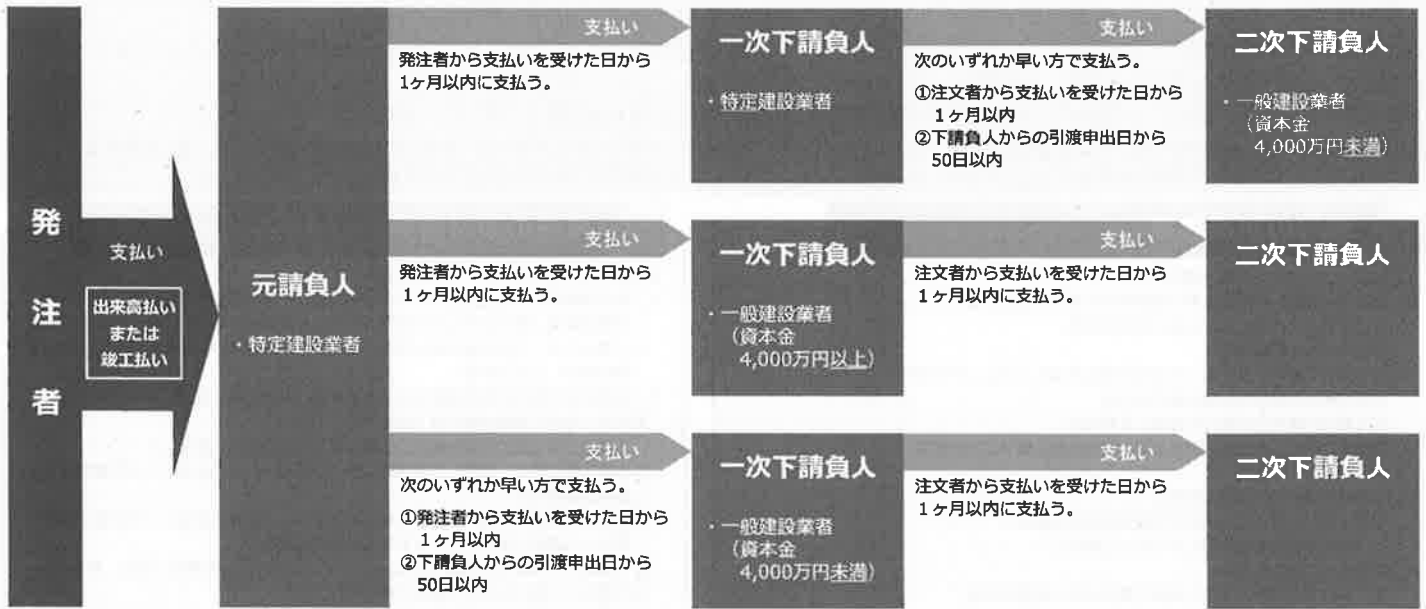 発
注
者
支払い
出来高払い
または
竣工払い
元請負人
・特定建設業者
支払い
発注者から支払いを受けた日から
1ヶ月以内に支払う。
一次下請負人
・特定建設業者
支払い
次のいずれか早い方で支払う。
①注文者から支払いを受けた日から
1ヶ月以内
②下請負人からの引渡申出日から
50日以内
二次下請負人
・一般建設業者
（資本金
4,000万円未満）
支払い
発注者から支払いを受けた日から
1ヶ月以内に支払う。
一次下請負人
・一般建設業者
（資本金
4,000万円以上）
支払い
注文者から支払いを受けた日から
1ヶ月以内に支払う。
二次下請負人
支払い
次のいずれか早い方で支払う。
①発注者から支払いを受けた日から
1ヶ月以内
②下請負人からの引渡申出日から
50日以内
一次下請負人
・一般建設業者
（資本金
4,000万円未満）
支払い
注文者から支払いを受けた日から
1ヶ月以内に支払う。
二次下請負人